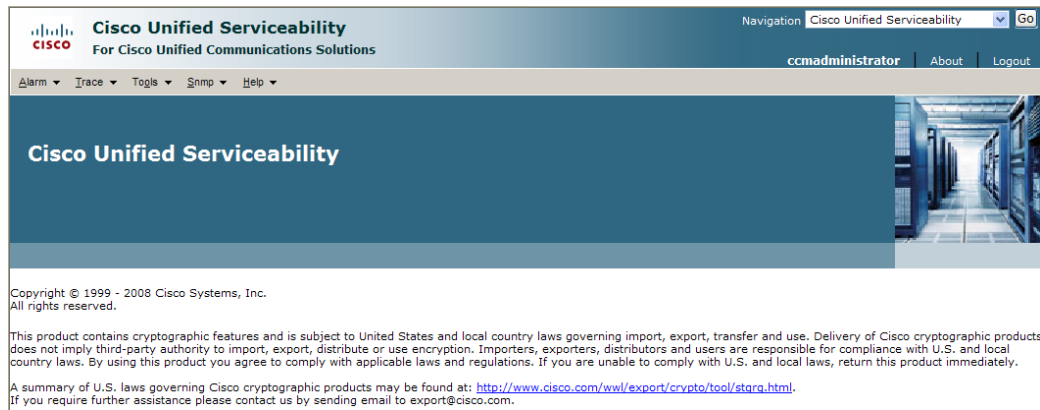 cisco
Cisco Unified Serviceability
For Cisco Unified Communications Solutions
Navigation Cisco Unified Serviceability Go
ccmadministrator About Logout
Alarm Trace Tools Snmp Help
Cisco Unified Serviceability
Copyright © 1999 - 2008 Cisco Systems, Inc.
All rights reserved.
This product contains cryptographic features and is subject to United States and local country laws governing import, export, transfer and use. Delivery of Cisco cryptographic products
does not imply third-party authority to import, export, distribute or use encryption. Importers, exporters, distributors and users are responsible for compliance with U.S. and local
country laws. By using this product you agree to comply with applicable laws and regulations. If you are unable to comply with U.S. and local laws, return this product immediately.
A summary of U.S. laws governing Cisco cryptographic products may be found at: http://www.cisco.com/wwl/export/crypto/tool/stqrg.html.
If you require further assistance please contact us by sending email to export@cisco.com.